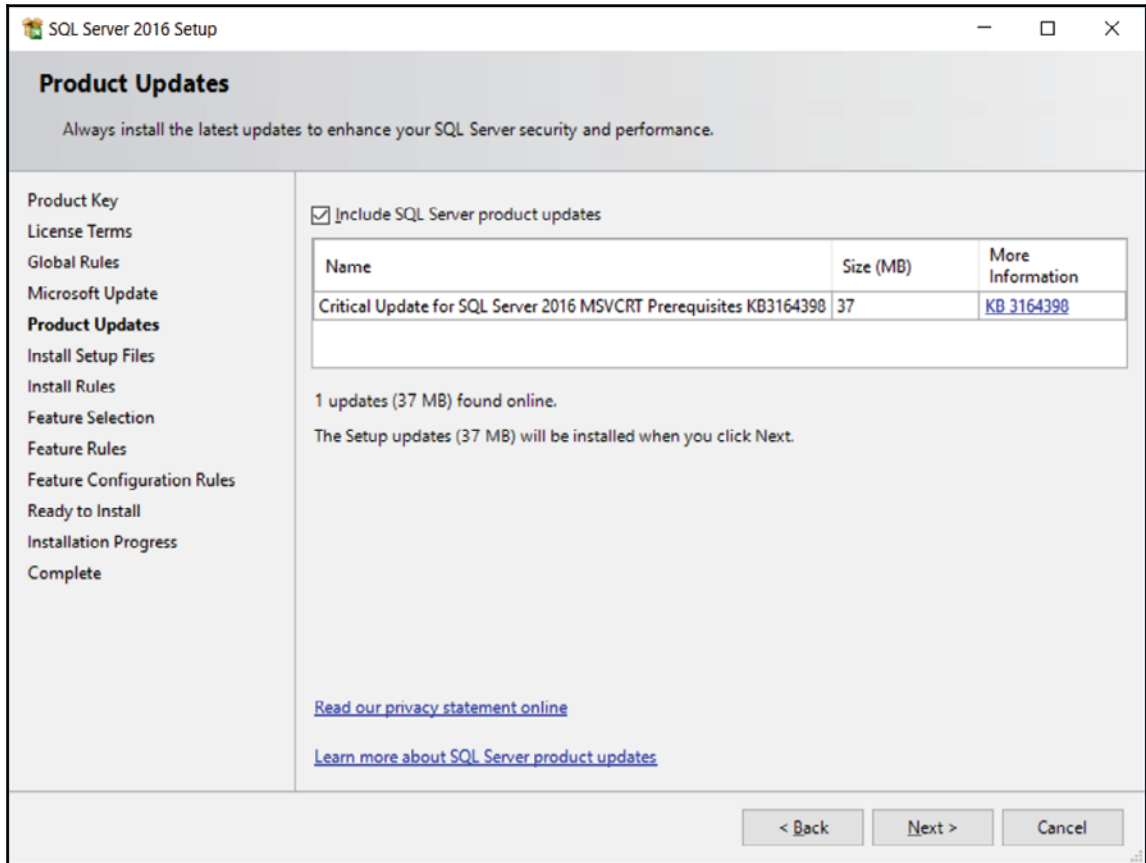 SQL Server 2016 Setup
Product Updates
Always install the latest updates to enhance your SQL Server security and performance.
Product Key
License Terms
Global Rules
Microsoft Update
Product Updates
Install Setup Files
Install Rules
Feature Selection
Feature Rules
Feature Configuration Rules
Ready to Install
Installation Progress
Complete
Include SQL Server product updates
Name Size (MB) More
Information
Critical Update for SQL Server 2016 MSVCRT Prerequisites KB3164398 37 KB 3164398
1 updates (37 MB) found online.
The Setup updates (37 MB) will be installed when you click Next.
Read our privacy statement online
Learn more about SQL Server product updates
< Back Next > Cancel